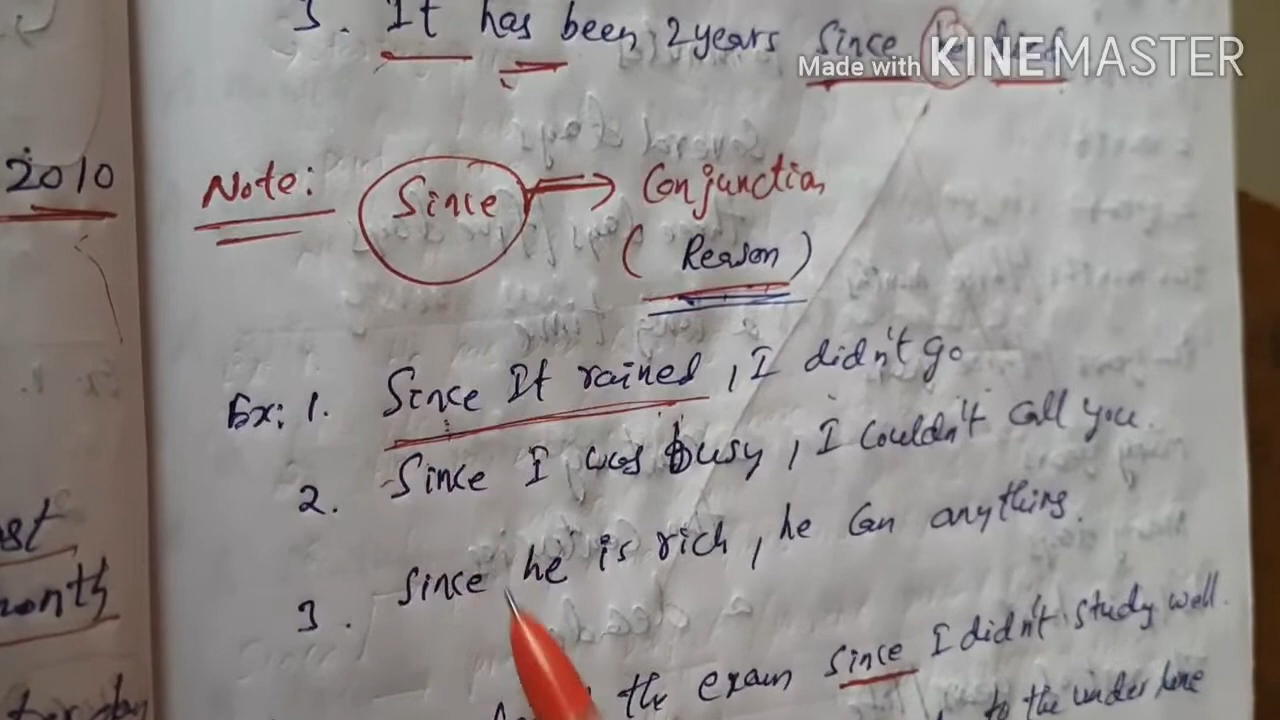 3. It has been 2 years since
Made with KINEMASTER
2010
Note: Since → Conjunction
(Reason)
Ex: 1. Since It rained, I didn't go
2. Since I was busy, I couldn't call you.
3. Since he is rich, he can anything.
the exam since I didn't study well.
to the underline